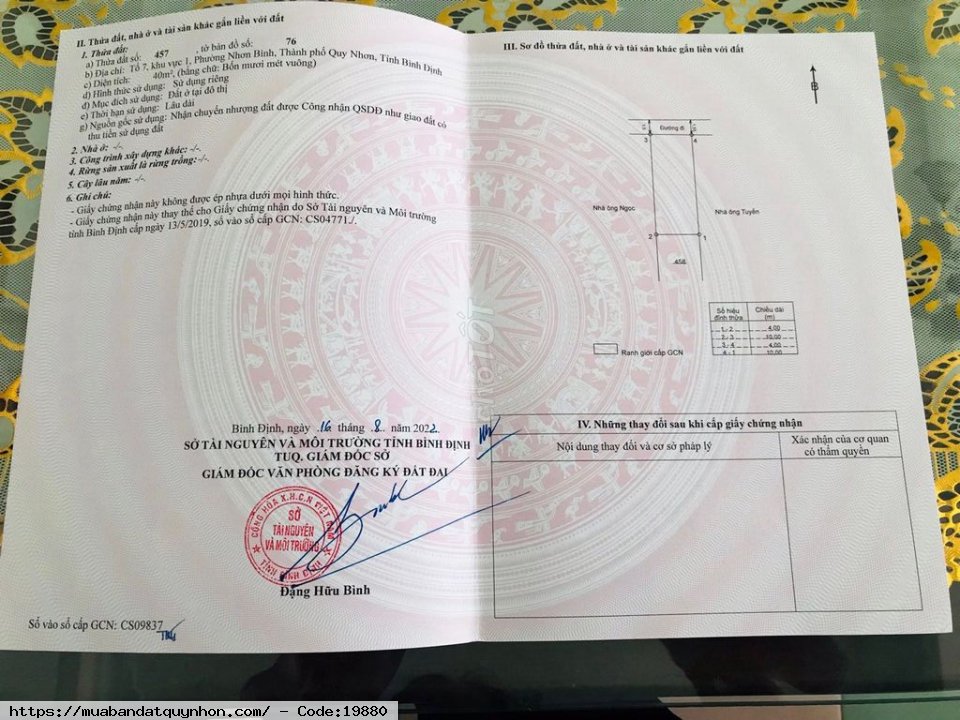 II. Thửa đất, nhà ở và tài sản khác gắn liền với đất
1. Thửa đất:
a) Thửa đất số: 457 , tờ bản đồ số: 76
b) Địa chỉ: Tổ 7, khu vực 1, Phường Nhơn Bình, Thành phố Quy Nhơn, Tỉnh Bình Định
c) Diện tích: 40m², (bằng chữ: Bốn mươi mét vuông)
d) Hình thức sử dụng: Sử dụng riêng
đ) Mục đích sử dụng: Đất ở tại đô thị
e) Thời hạn sử dụng: Lâu dài
g) Nguồn gốc sử dụng: Nhận chuyển nhượng đất được Công nhận QSDĐ như giao đất có
thu tiền sử dụng đất
2. Nhà ở: -/-.
3. Công trình xây dựng khác: -/-.
4. Rừng sản xuất là rừng trồng: -/-.
5. Cây lâu năm: -/-.
6. Ghi chú:
- Giấy chứng nhận này không được ép nhựa dưới mọi hình thức.
- Giấy chứng nhận này thay thế cho Giấy chứng nhận do Sở Tài nguyên và Môi trường
tỉnh Bình Định cấp ngày 13/5/2019, số vào sổ cấp GCN: CS04771./.
Bình Định, ngày .16 tháng .8.. năm 2022.
SỞ TÀI NGUYÊN VÀ MÔI TRƯỜNG TỈNH BÌNH ĐỊNH
TUQ. GIÁM ĐỐC SỞ
GIÁM ĐỐC VĂN PHÒNG ĐĂNG KÝ ĐẤT ĐAI
CỘNG HÒA X.H.C.N VIỆT NAM
SỞ
TÀI NGUYÊN
VÀ MÔI TRƯỜNG
TỈNH BÌNH ĐỊNH
Đặng Hữu Bình
Số vào sổ cấp GCN: CS09837
III. Sơ đồ thửa đất, nhà ở và tài sản khác gắn liền với đất
B
Đường đi
3 4
Nhà ông Ngọc Nhà ông Tuyên
2 1
458
Số hiệu đỉnh thửa Chiều dài (m)
1-2 4.00
2-3 10.00
3-4 4.00
4-1 10.00
Ranh giới cấp GCN
IV. Những thay đổi sau khi cấp giấy chứng nhận
Nội dung thay đổi và cơ sở pháp lý Xác nhận của cơ quan
có thẩm quyền
https://muabandatquynhon.com/ - Code:19880